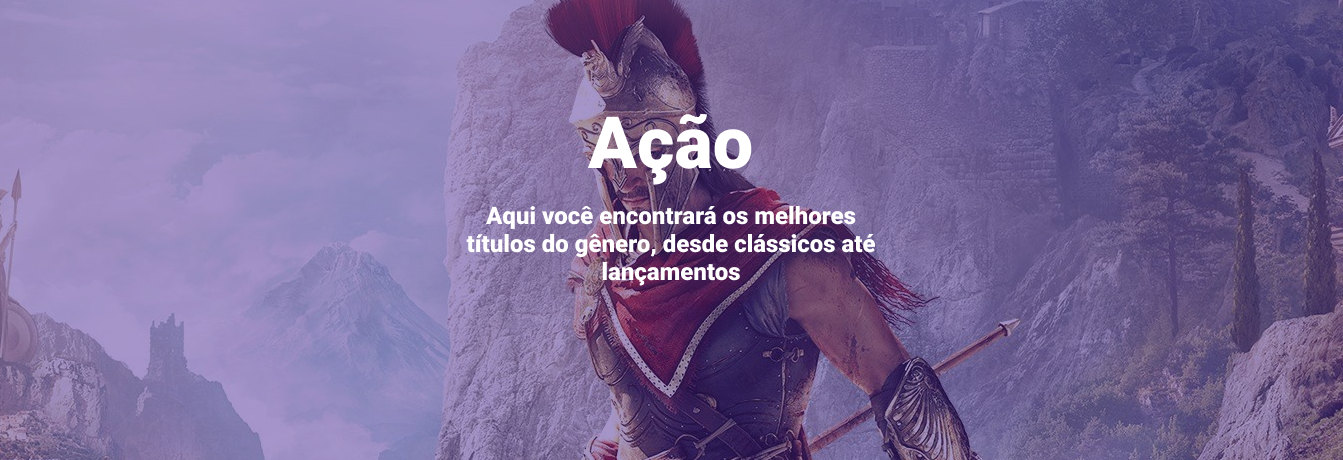 Ação
Aqui você encontrará os melhores
títulos do gênero, desde clássicos até
lançamentos